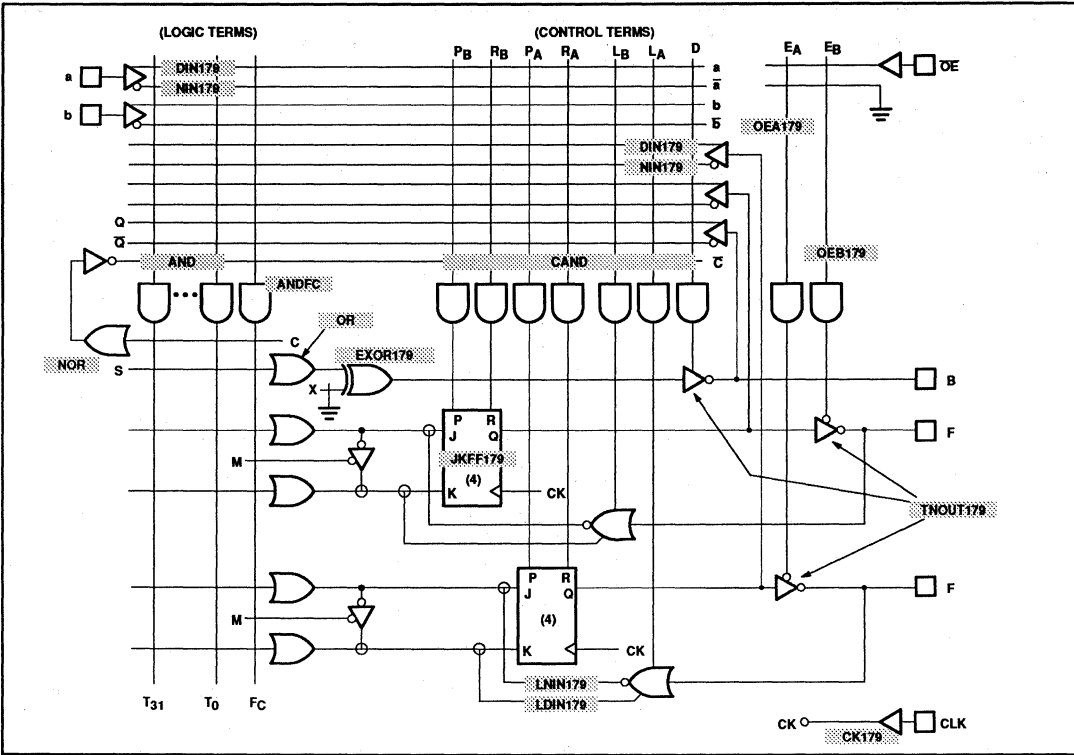 (LOGIC TERMS) (CONTROL TERMS)
PB RB PA RA LB LA D EA EB
a DIN179 a OE
NIN179 a
b b
b
OEA179
DIN179
NIN179
Q
Q
OEB179
AND CAND C
ANDFC
OR
C
NOR EXOR179
S
X B
P R
J Q F
M JKFF179
(4)
K CK
TNOUT179
P R
J Q F
M (4)
K CK
LNIN179
LDIN179
T31 T0 FC
CK CLK
CK179